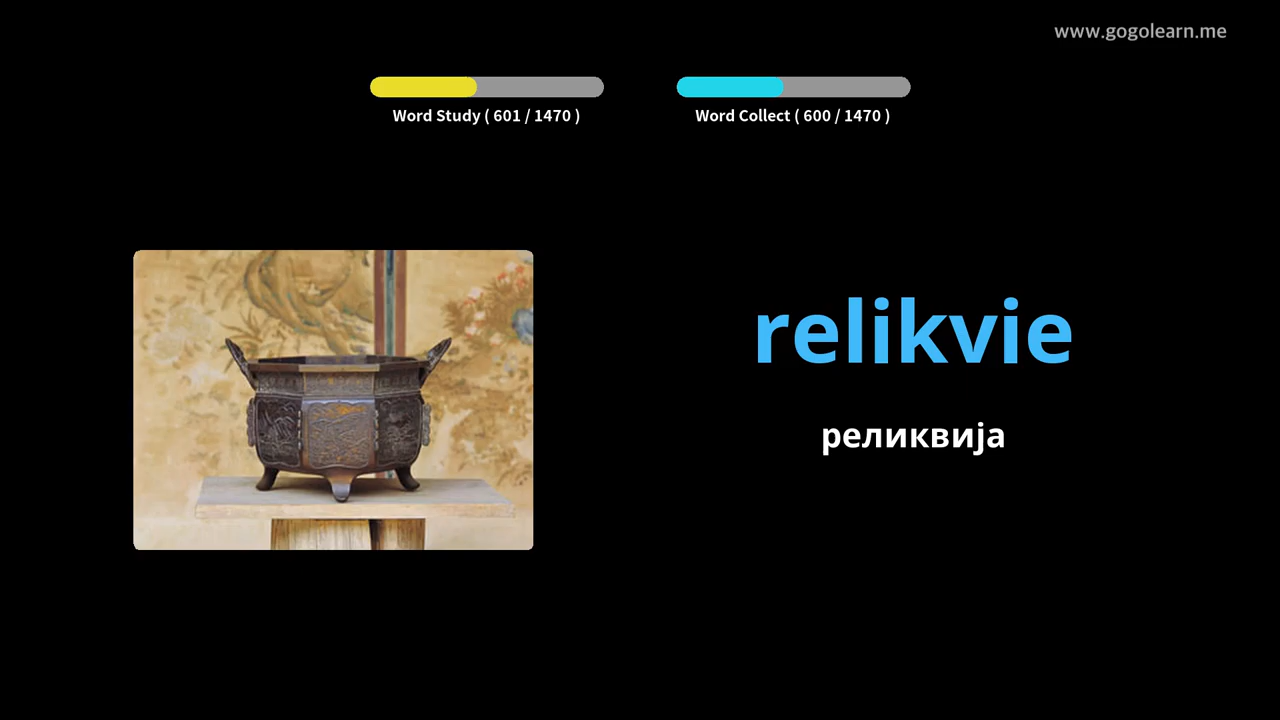 www.gogolearn.me
Word Study ( 601 / 1470 )
Word Collect ( 600 / 1470 )
relikvie
реликвија